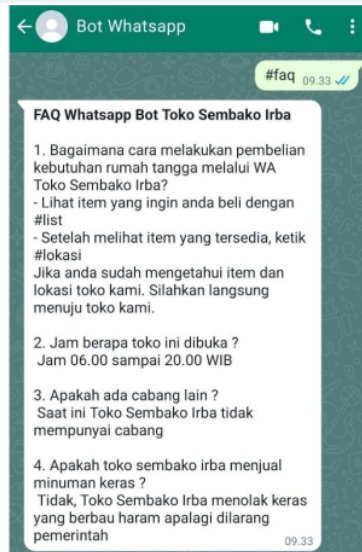 Bot Whatsapp
#faq 09.33
FAQ Whatsapp Bot Toko Sembako Irba
1. Bagaimana cara melakukan pembelian
kebutuhan rumah tangga melalui WA
Toko Sembako Irba?
- Lihat item yang ingin anda beli dengan
#list
- Setelah melihat item yang tersedia, ketik
#lokasi
Jika anda sudah mengetahui item dan
lokasi toko kami. Silahkan langsung
menuju toko kami.
2. Jam berapa toko ini dibuka ?
Jam 06.00 sampai 20.00 WIB
3. Apakah ada cabang lain ?
Saat ini Toko Sembako Irba tidak
mempunyai cabang
4. Apakah toko sembako irba menjual
minuman keras ?
Tidak, Toko Sembako Irba menolak keras
yang berbau haram apalagi dilarang
pemerintah
09.33